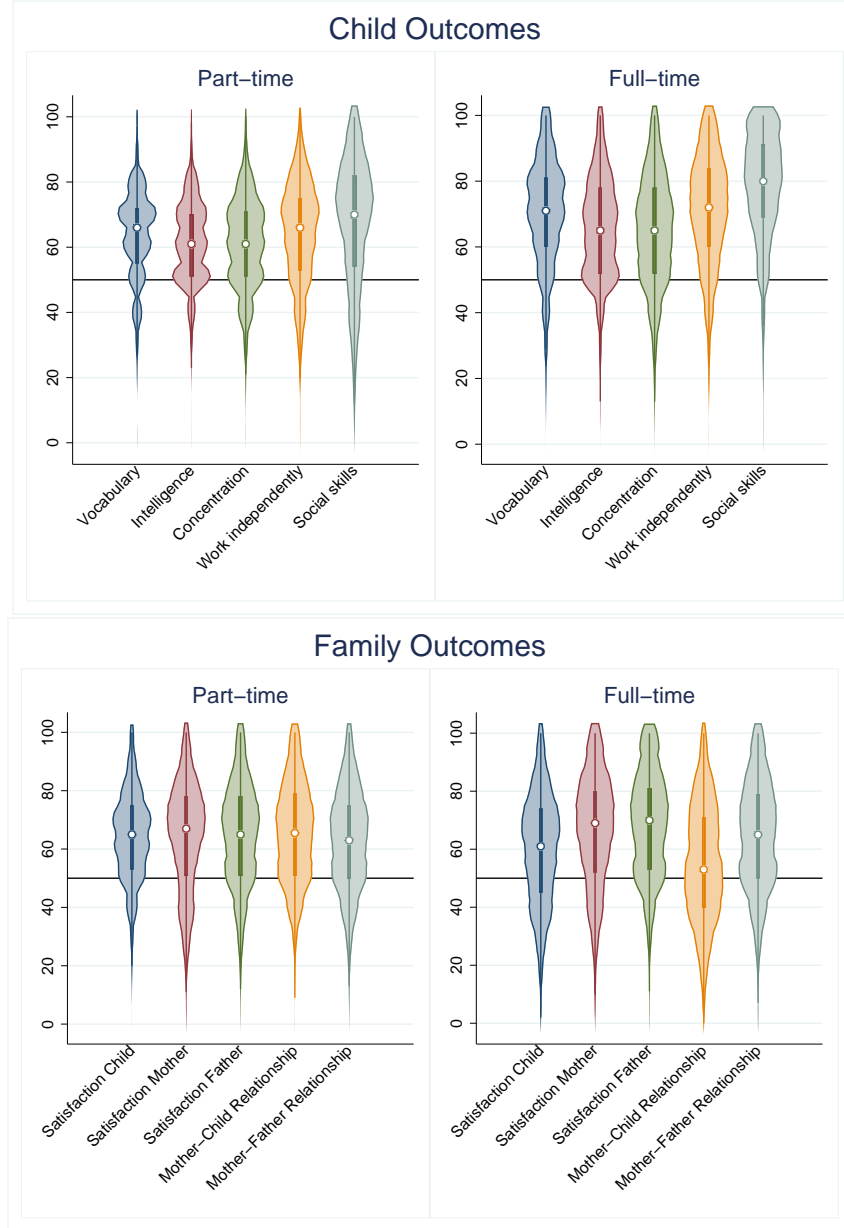 Child Outcomes
Part−time
Full−time
100
80
60
40
20
0
Vocabulary
Intelligence
Concentration
Work independently
Social skills
100
80
60
40
20
0
Vocabulary
Intelligence
Concentration
Work independently
Social skills
Family Outcomes
Part−time
Full−time
100
80
60
40
20
0
Satisfaction Child
Satisfaction Mother
Satisfaction Father
Mother−Child Relationship
Mother−Father Relationship
100
80
60
40
20
0
Satisfaction Child
Satisfaction Mother
Satisfaction Father
Mother−Child Relationship
Mother−Father Relationship